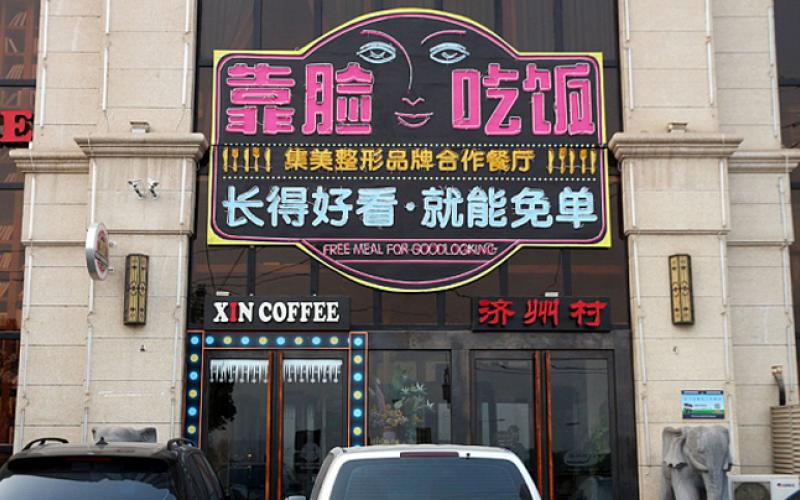 靠脸 吃饭
集美整形品牌合作餐厅
长得好看·就能免单
FREE MEAL FOR GOODLOOKING
XIN COFFEE
济州村
E